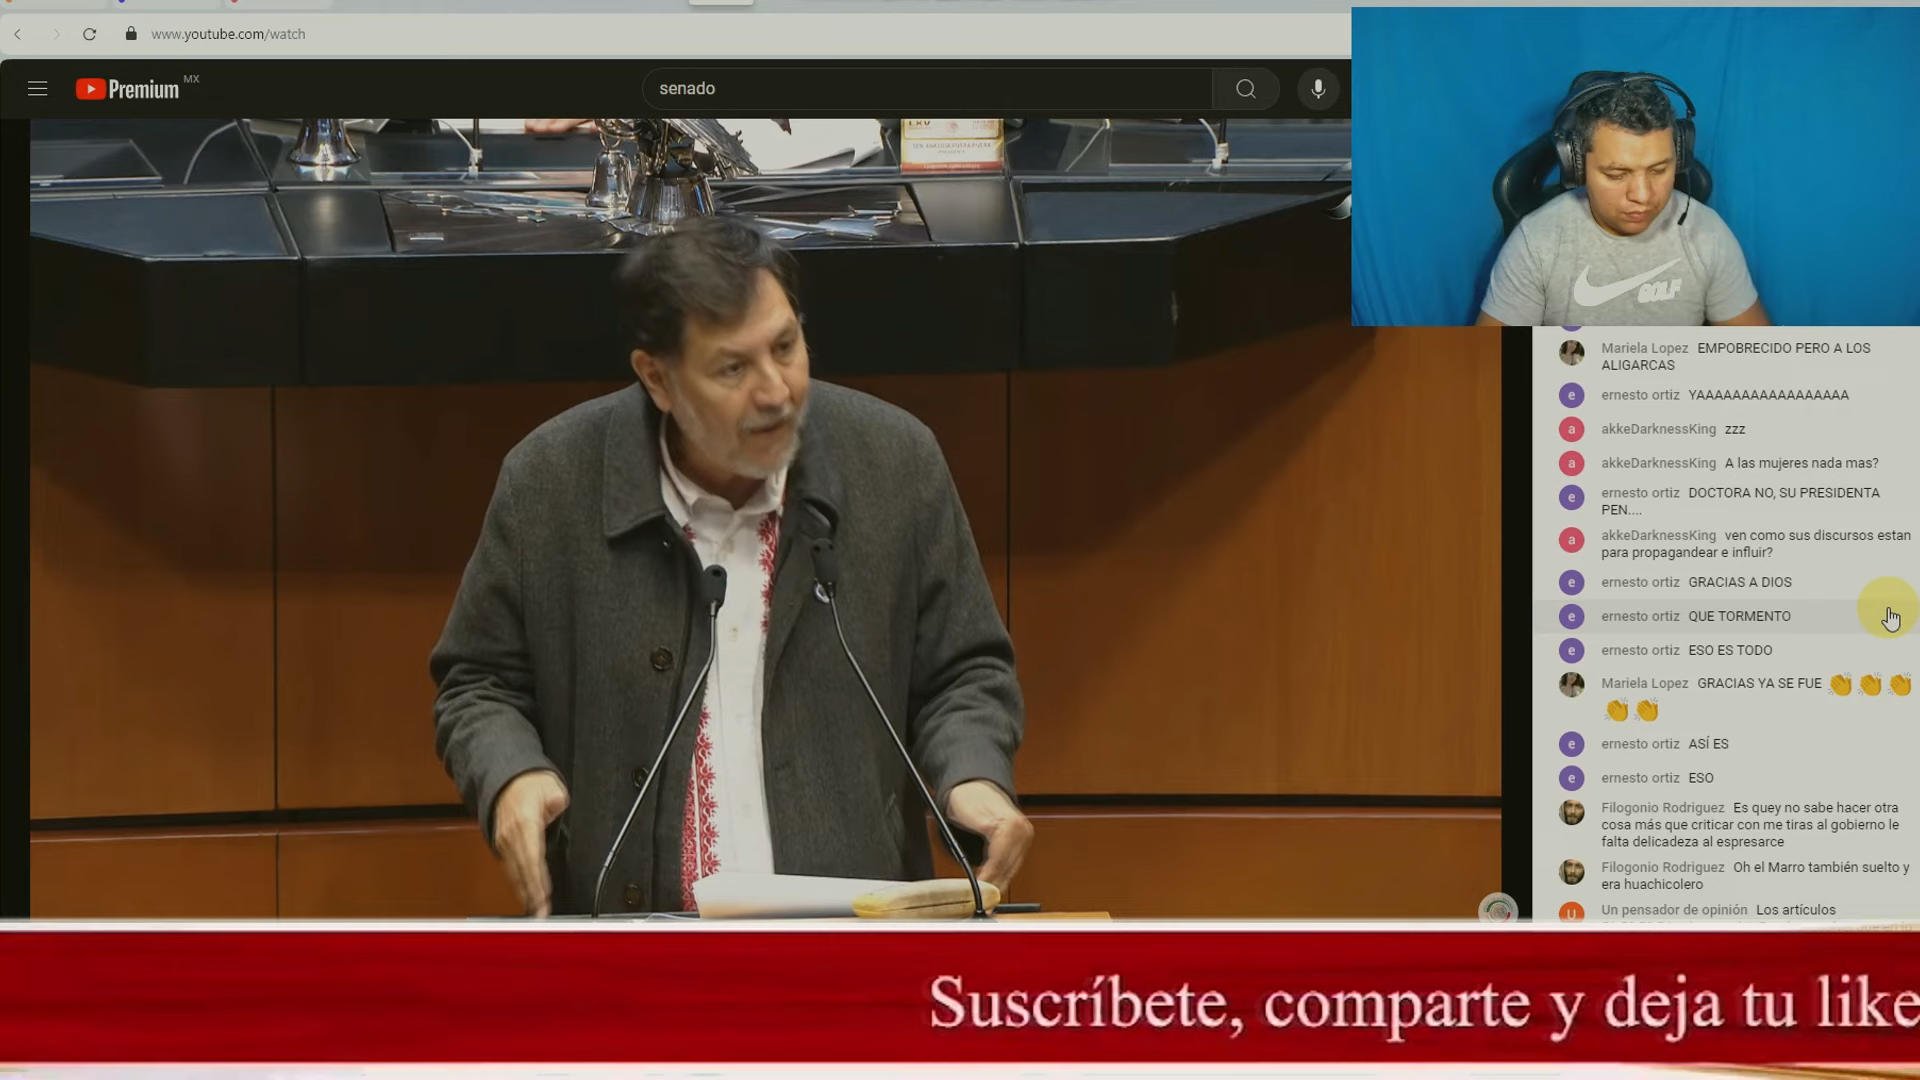 www.youtube.com/watch
Premium MX
senado
GOLF
Mariela Lopez EMPOBRECIDO PERO A LOS
ALIGARCAS
e ernesto ortiz YAAAAAAAAAAAAAAAAA
a akkeDarknessKing zzz
a akkeDarknessKing A las mujeres nada mas?
e ernesto ortiz DOCTORA NO, SU PRESIDENTA
PEN....
a akkeDarknessKing ven como sus discursos estan
para propagandear e influir?
e ernesto ortiz GRACIAS A DIOS
e ernesto ortiz QUE TORMENTO
e ernesto ortiz ESO ES TODO
Mariela Lopez GRACIAS YA SE FUE 👏👏👏
👏👏
e ernesto ortiz ASÍ ES
e ernesto ortiz ESO
Filogonio Rodriguez Es quey no sabe hacer otra
cosa más que criticar con me tiras al gobierno le
falta delicadeza al espresarce
Filogonio Rodriguez Oh el Marro también suelto y
era huachicolero
U Un pensador de opinión Los artículos
Suscríbete, comparte y deja tu like